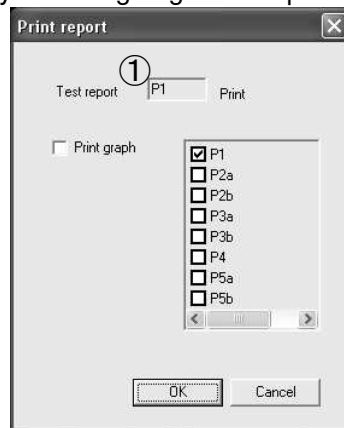 Print report
①
Test report P1 Print
Print graph
P1
P2a
P2b
P3a
P3b
P4
P5a
P5b
OK Cancel